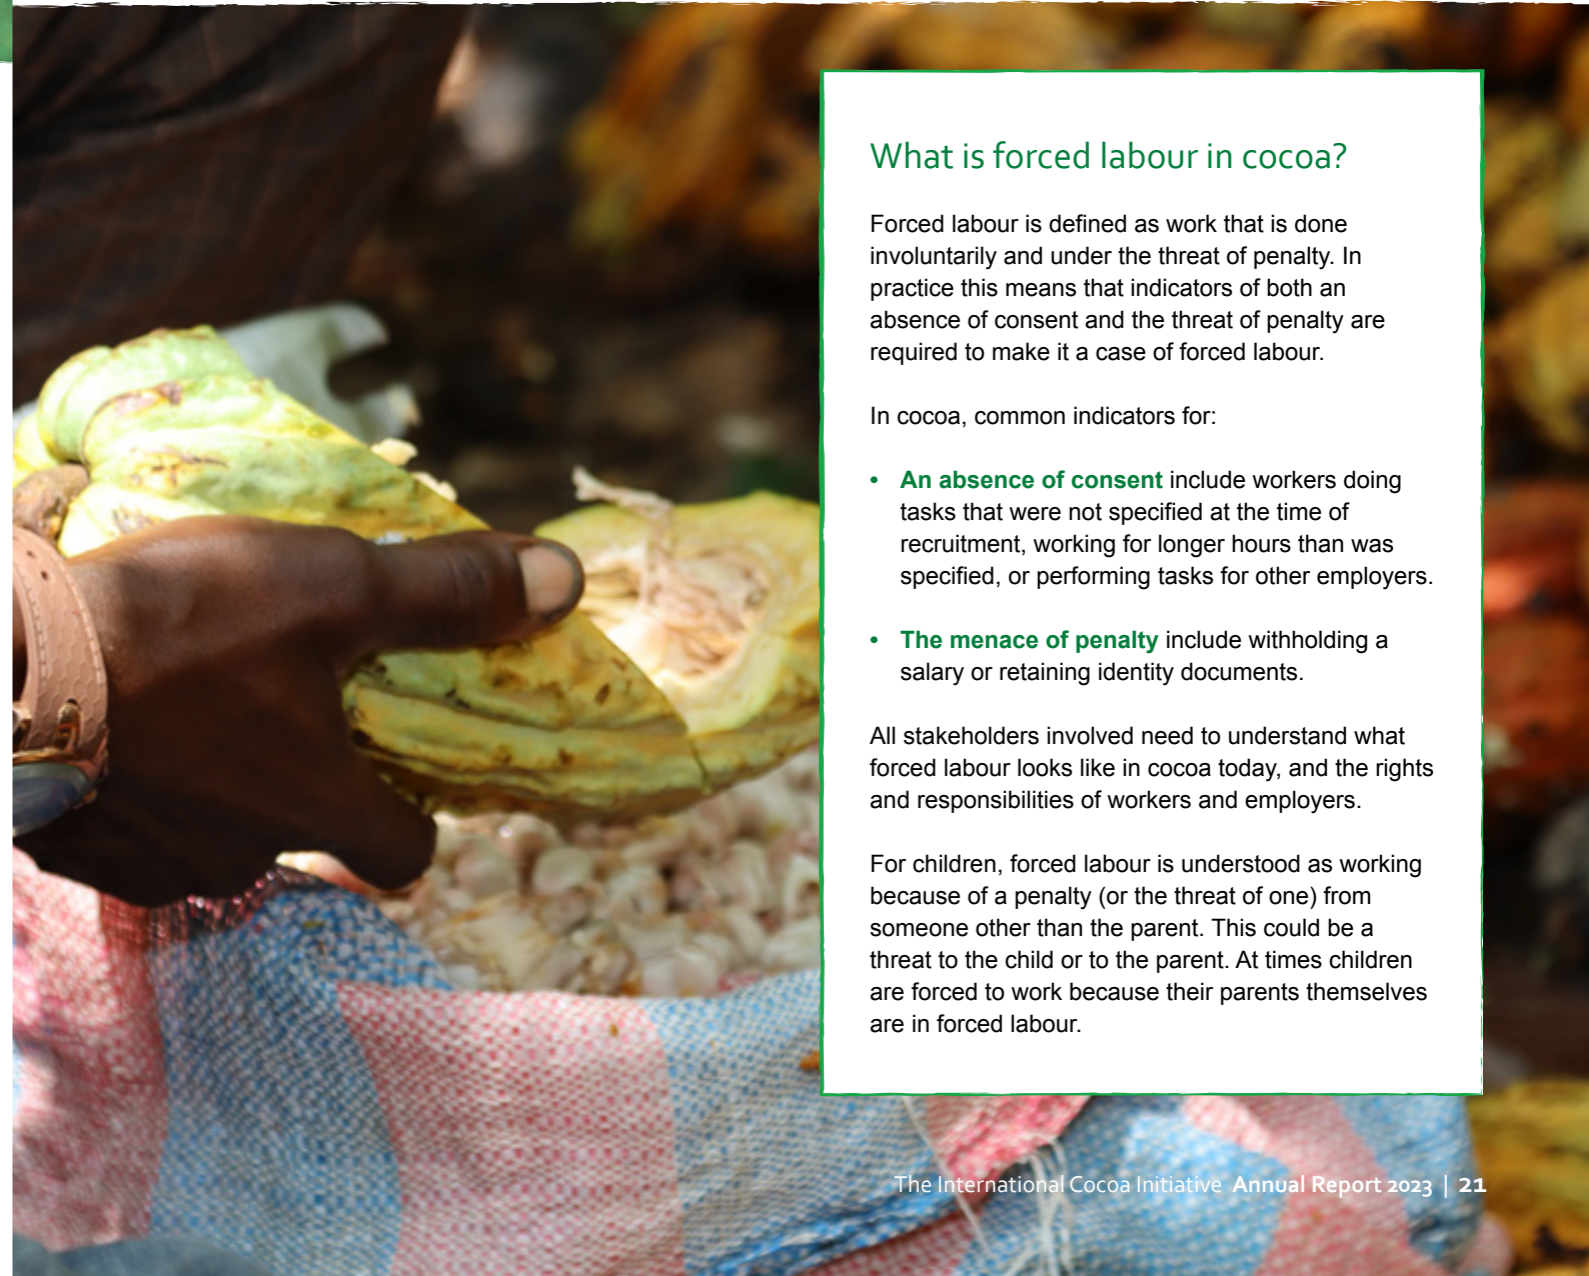 What is forced labour in cocoa?
Forced labour is defined as work that is done
involuntarily and under the threat of penalty. In
practice this means that indicators of both an
absence of consent and the threat of penalty are
required to make it a case of forced labour.
In cocoa, common indicators for:
• An absence of consent include workers doing
tasks that were not specified at the time of
recruitment, working for longer hours than was
specified, or performing tasks for other employers.
• The menace of penalty include withholding a
salary or retaining identity documents.
All stakeholders involved need to understand what
forced labour looks like in cocoa today, and the rights
and responsibilities of workers and employers.
For children, forced labour is understood as working
because of a penalty (or the threat of one) from
someone other than the parent. This could be a
threat to the child or to the parent. At times children
are forced to work because their parents themselves
are in forced labour.
The International Cocoa Initiative Annual Report 2023 | 21